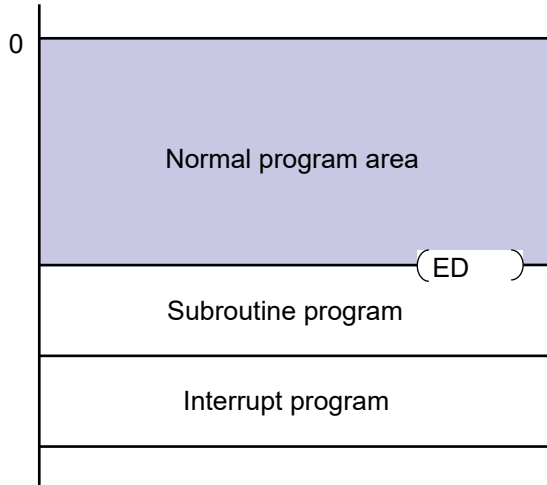 0
Normal program area
ED
Subroutine program
Interrupt program